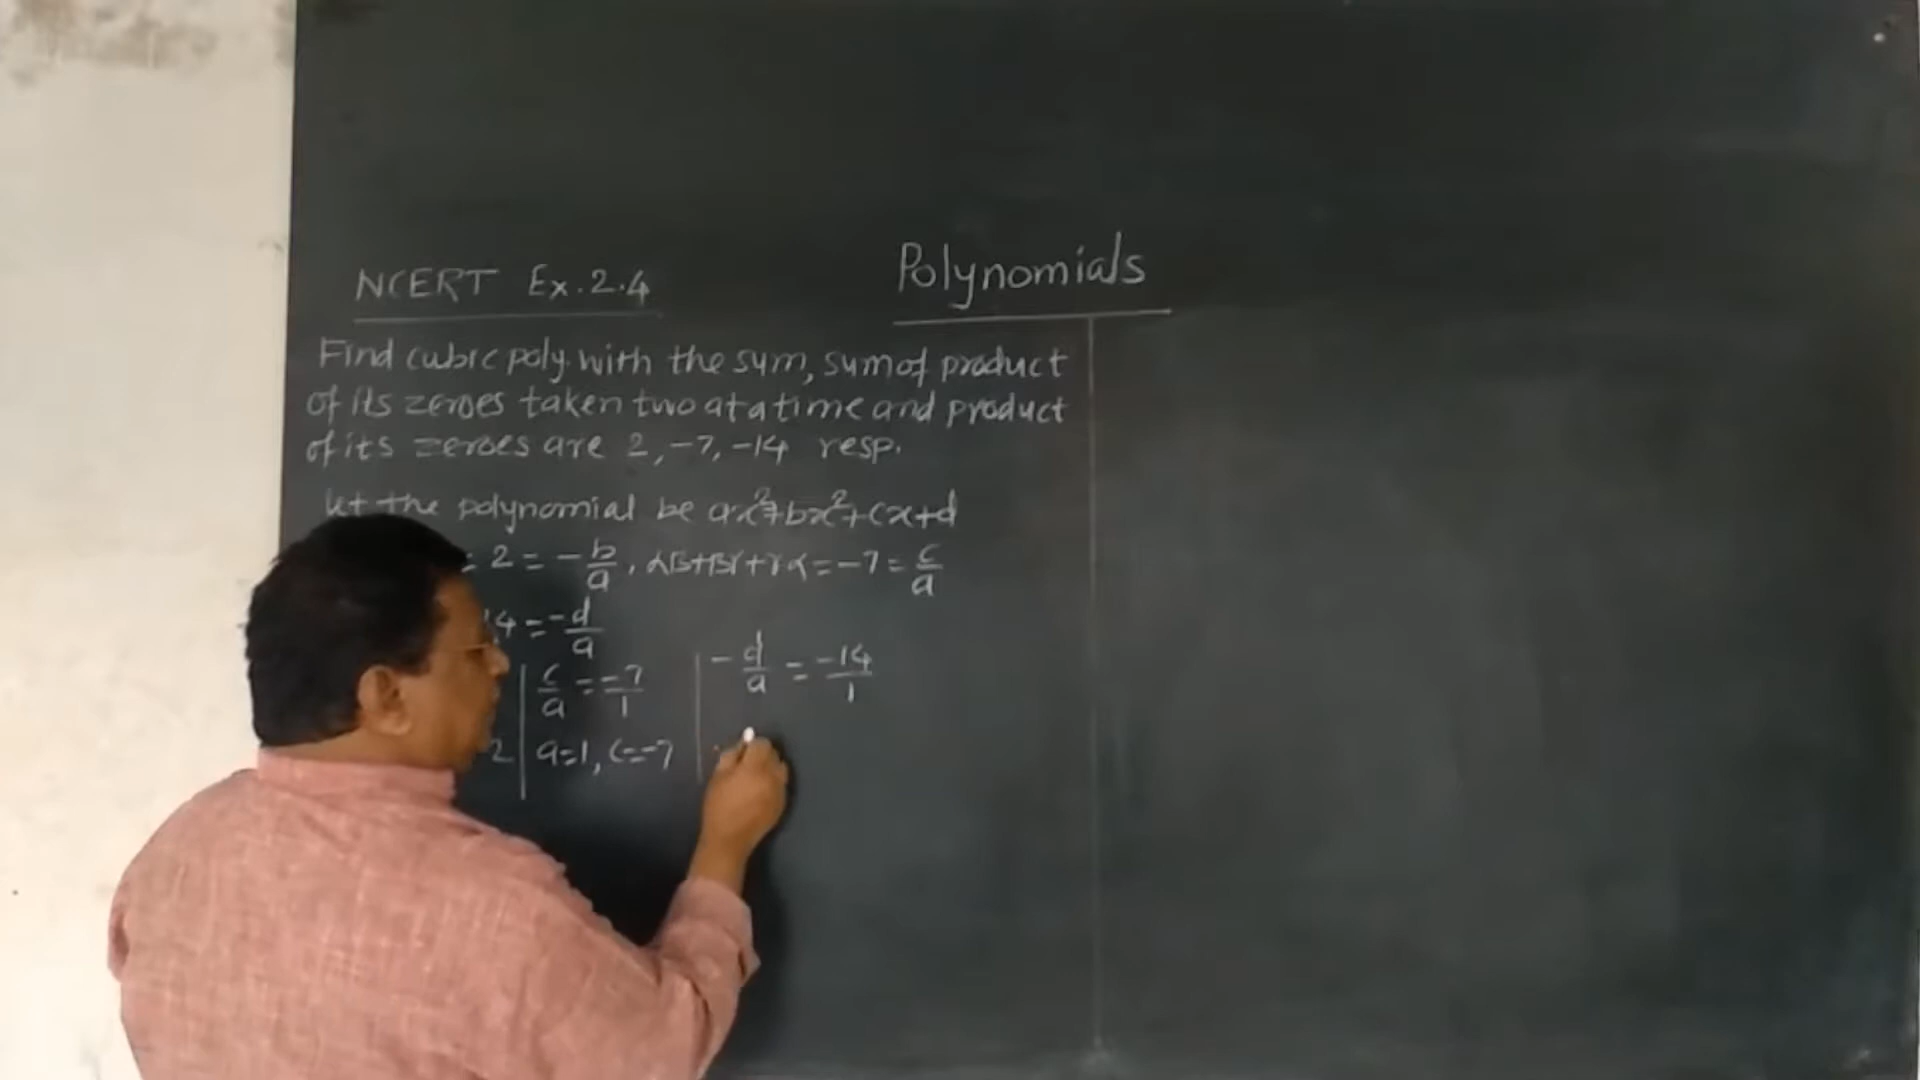 NCERT Ex.2.4
Polynomials
Find cubic poly. with the sum, sum of product
of its zeroes taken two at a time and product
of its zeroes are 2, -7, -14 resp.
Let the polynomial be ax³+bx²+cx+d
= 2 = -b/a, αβ+βγ+γα = -7 = c/a
14 = -d/a
c/a = -7/1
-d/a = -14/1
2
a=1, c=-7